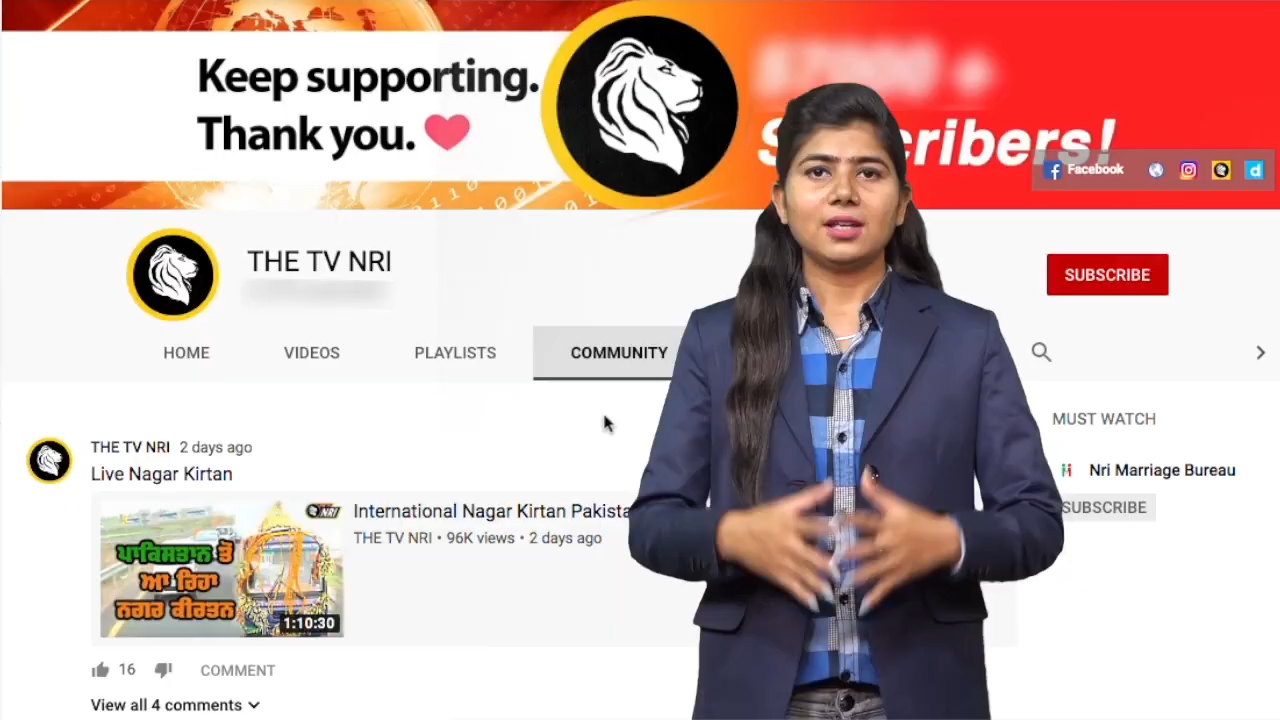 Keep supporting.
Thank you.
Facebook
THE TV NRI
SUBSCRIBE
HOME
VIDEOS
PLAYLISTS
COMMUNITY
MUST WATCH
THE TV NRI 2 days ago
Live Nagar Kirtan
Nri Marriage Bureau
SUBSCRIBE
International Nagar Kirtan
THE TV NRI • 96K views • 2 days ago
NRI
ਪਾਕਿਸਤਾਨ ਤੋਂ
ਆ ਰਿਹਾ
ਨਗਰ ਕੀਰਤਨ
1:10:30
16
COMMENT
View all 4 comments